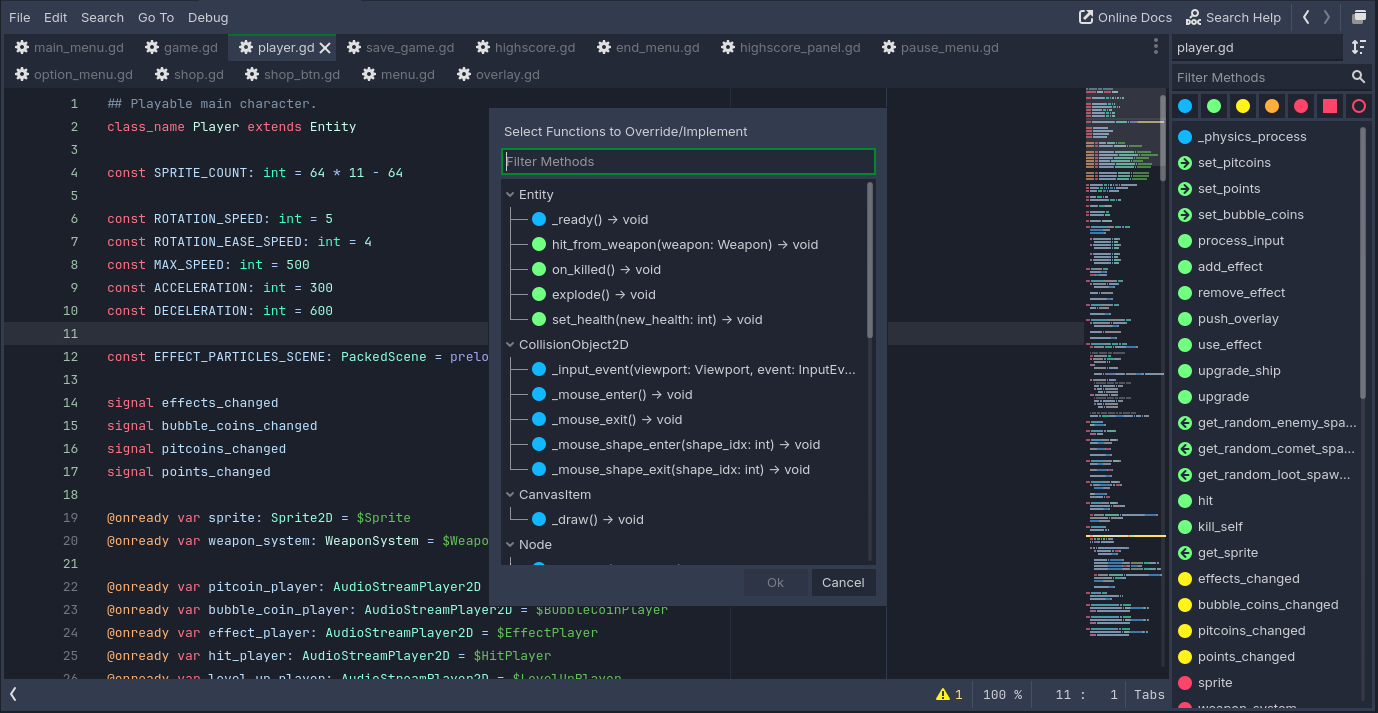 File Edit Search Go To Debug Online Docs Search Help
main_menu.gd game.gd player.gd save_game.gd highscore.gd end_menu.gd highscore_panel.gd pause_menu.gd
option_menu.gd shop.gd shop_btn.gd menu.gd overlay.gd
1 ## Playable main character.
2 class_name Player extends Entity
3
4 const SPRITE_COUNT: int = 64 * 11 - 64
5
6 const ROTATION_SPEED: int = 5
7 const ROTATION_EASE_SPEED: int = 4
8 const MAX_SPEED: int = 500
9 const ACCELERATION: int = 300
10 const DECELERATION: int = 600
11
12 const EFFECT_PARTICLES_SCENE: PackedScene = prelo
13
14 signal effects_changed
15 signal bubble_coins_changed
16 signal pitcoins_changed
17 signal points_changed
18
19 @onready var sprite: Sprite2D = $Sprite
20 @onready var weapon_system: WeaponSystem = $Weapo
21
22 @onready var pitcoin_player: AudioStreamPlayer2D
23 @onready var bubble_coin_player: AudioStreamPlayer2D = $BubbleCoinPlayer
24 @onready var effect_player: AudioStreamPlayer2D = $EffectPlayer
25 @onready var hit_player: AudioStreamPlayer2D = $HitPlayer
26 @onready var level_up_player: AudioStreamPlayer2D = $LevelUpPlayer
Select Functions to Override/Implement
Filter Methods
Entity
_ready() → void
hit_from_weapon(weapon: Weapon) → void
on_killed() → void
explode() → void
set_health(new_health: int) → void
CollisionObject2D
_input_event(viewport: Viewport, event: InputEv...
_mouse_enter() → void
_mouse_exit() → void
_mouse_shape_enter(shape_idx: int) → void
_mouse_shape_exit(shape_idx: int) → void
CanvasItem
_draw() → void
Node
Ok Cancel
player.gd
Filter Methods
_physics_process
set_pitcoins
set_points
set_bubble_coins
process_input
add_effect
remove_effect
push_overlay
use_effect
upgrade_ship
upgrade
get_random_enemy_spa...
get_random_comet_spa...
get_random_loot_spaw...
hit
kill_self
get_sprite
effects_changed
bubble_coins_changed
pitcoins_changed
points_changed
sprite
weapon_system
1 100 % 11 : 1 Tabs